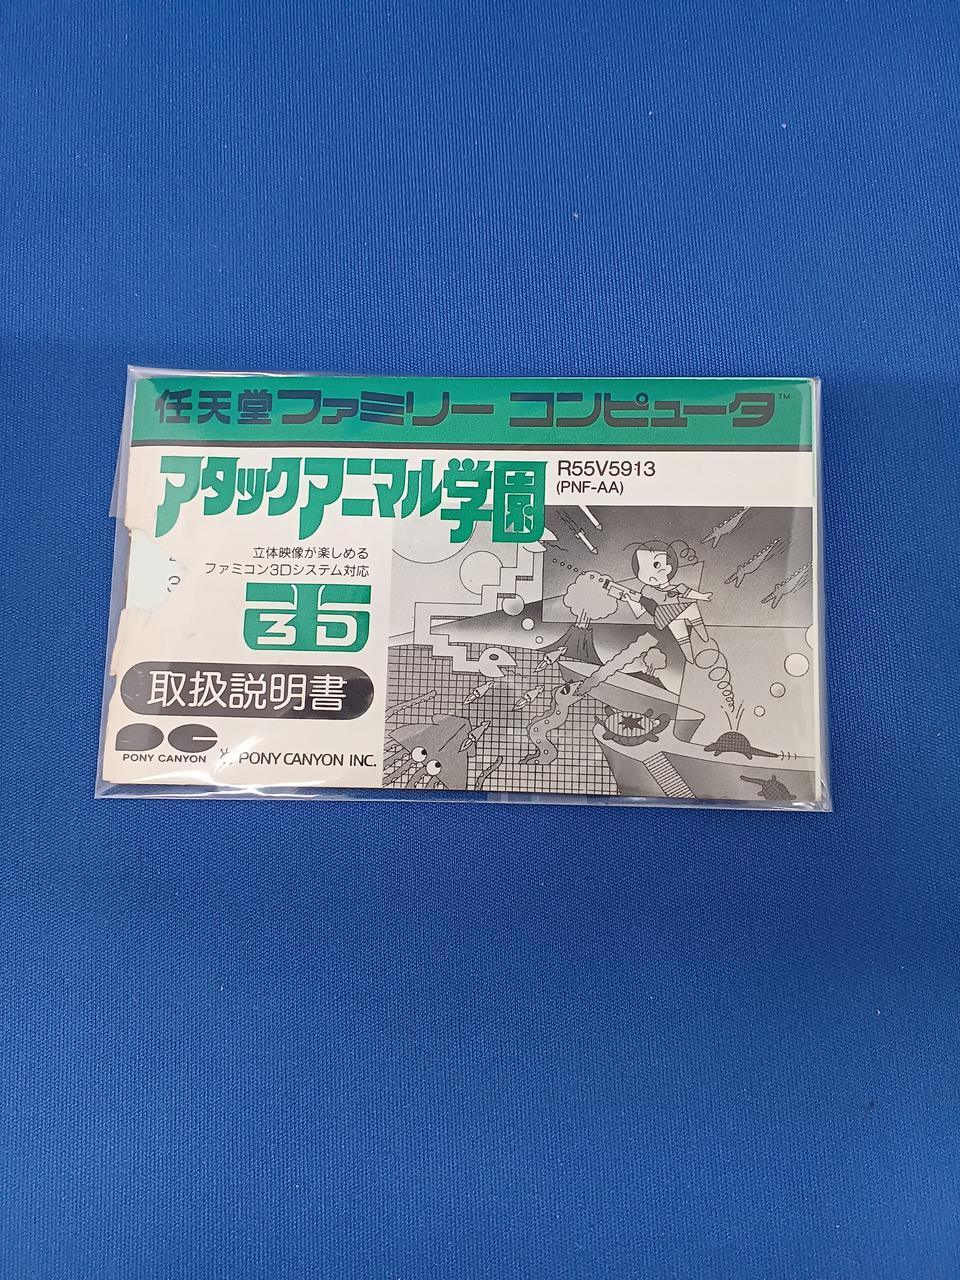 任天堂ファミリー コンピュータ™
アタックアニマル学園
R55V5913
(PNF-AA)
立体映像が楽しめる
ファミコン3Dシステム対応
3D
取扱説明書
PONY CANYON
PONY CANYON INC.